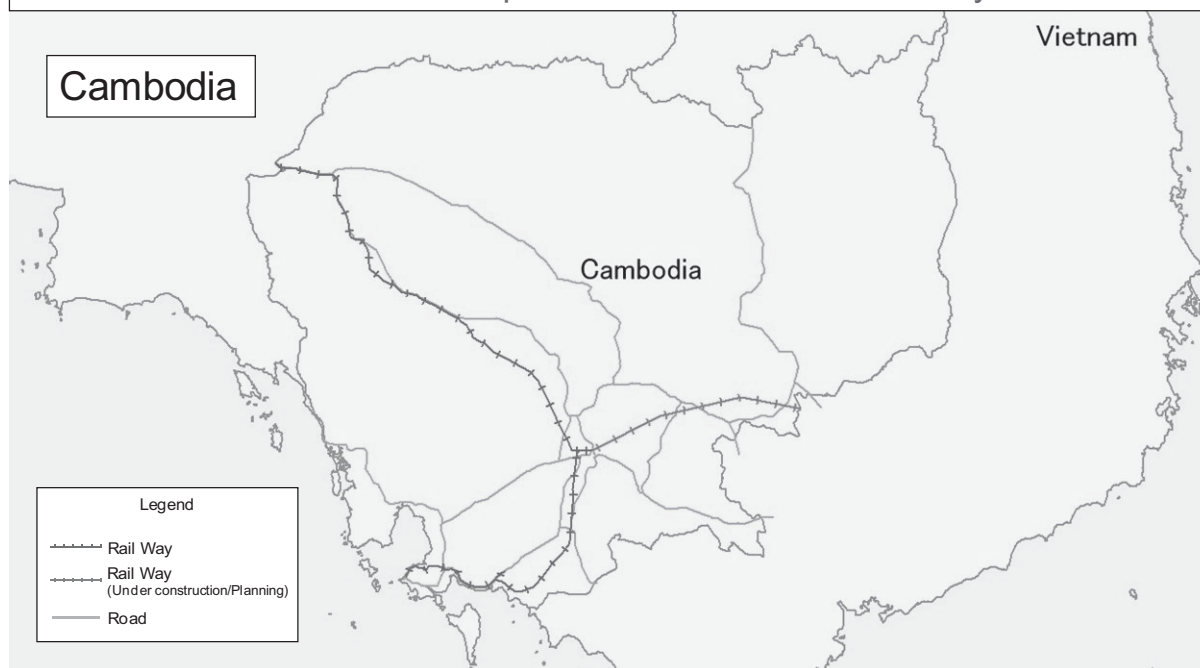 Vietnam
Cambodia
Cambodia
Legend
Rail Way
Rail Way
(Under construction/Planning)
Road